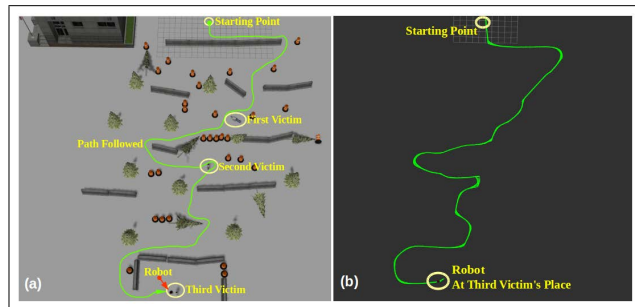 Starting Point
First Victim
Path Followed
Second Victim
Robot
Third Victim
(a)
Starting Point
Robot
At Third Victim's Place
(b)